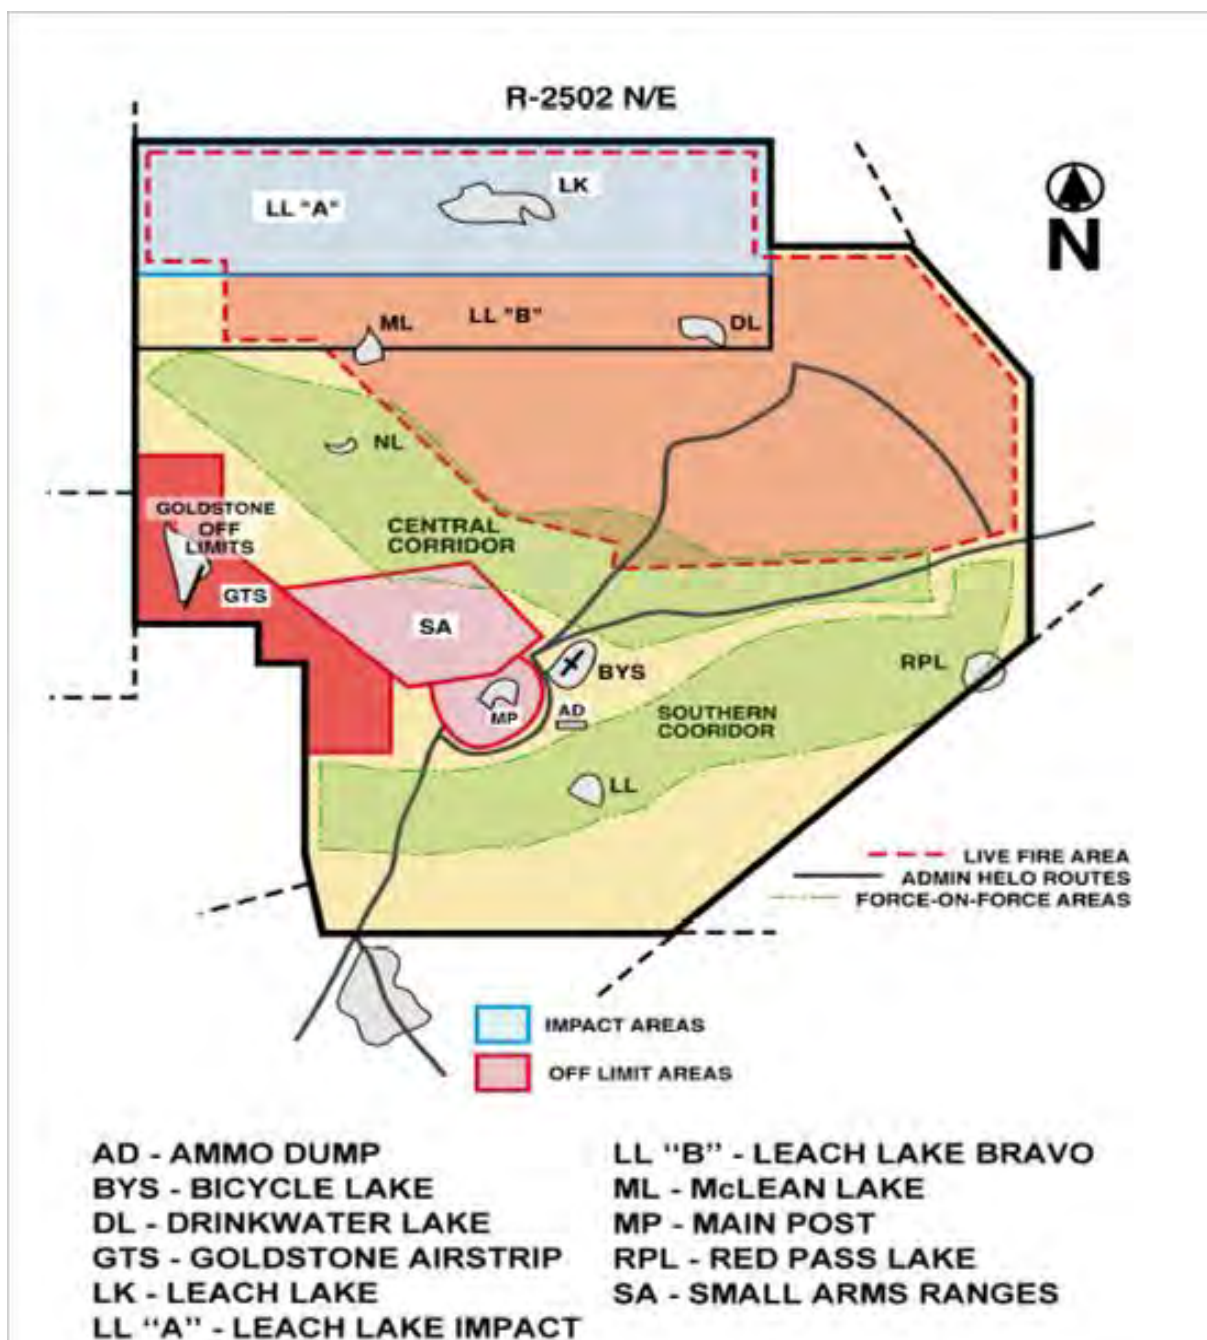 R-2502 N/E
LK
LL "A"
N
ML
LL "B"
DL
NL
GOLDSTONE
OFF
LIMITS
CENTRAL
CORRIDOR
GTS
SA
BYS
RPL
MP
AD
SOUTHERN
COORIDOR
LL
LIVE FIRE AREA
ADMIN HELO ROUTES
FORCE-ON-FORCE AREAS
IMPACT AREAS
OFF LIMIT AREAS
AD - AMMO DUMP
BYS - BICYCLE LAKE
DL - DRINKWATER LAKE
GTS - GOLDSTONE AIRSTRIP
LK - LEACH LAKE
LL “A” - LEACH LAKE IMPACT
LL “B” - LEACH LAKE BRAVO
ML - McLEAN LAKE
MP - MAIN POST
RPL - RED PASS LAKE
SA - SMALL ARMS RANGES